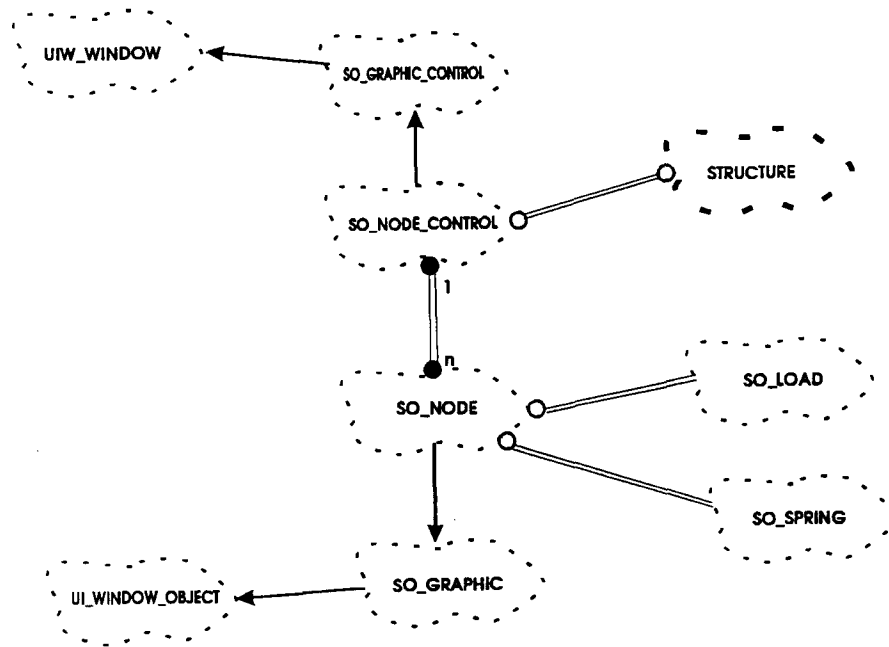 UIW_WINDOW
SO_GRAPHIC_CONTROL
STRUCTURE
SO_NODE_CONTROL
1
n
SO_NODE
SO_LOAD
SO_SPRING
SO_GRAPHIC
UI_WINDOW_OBJECT